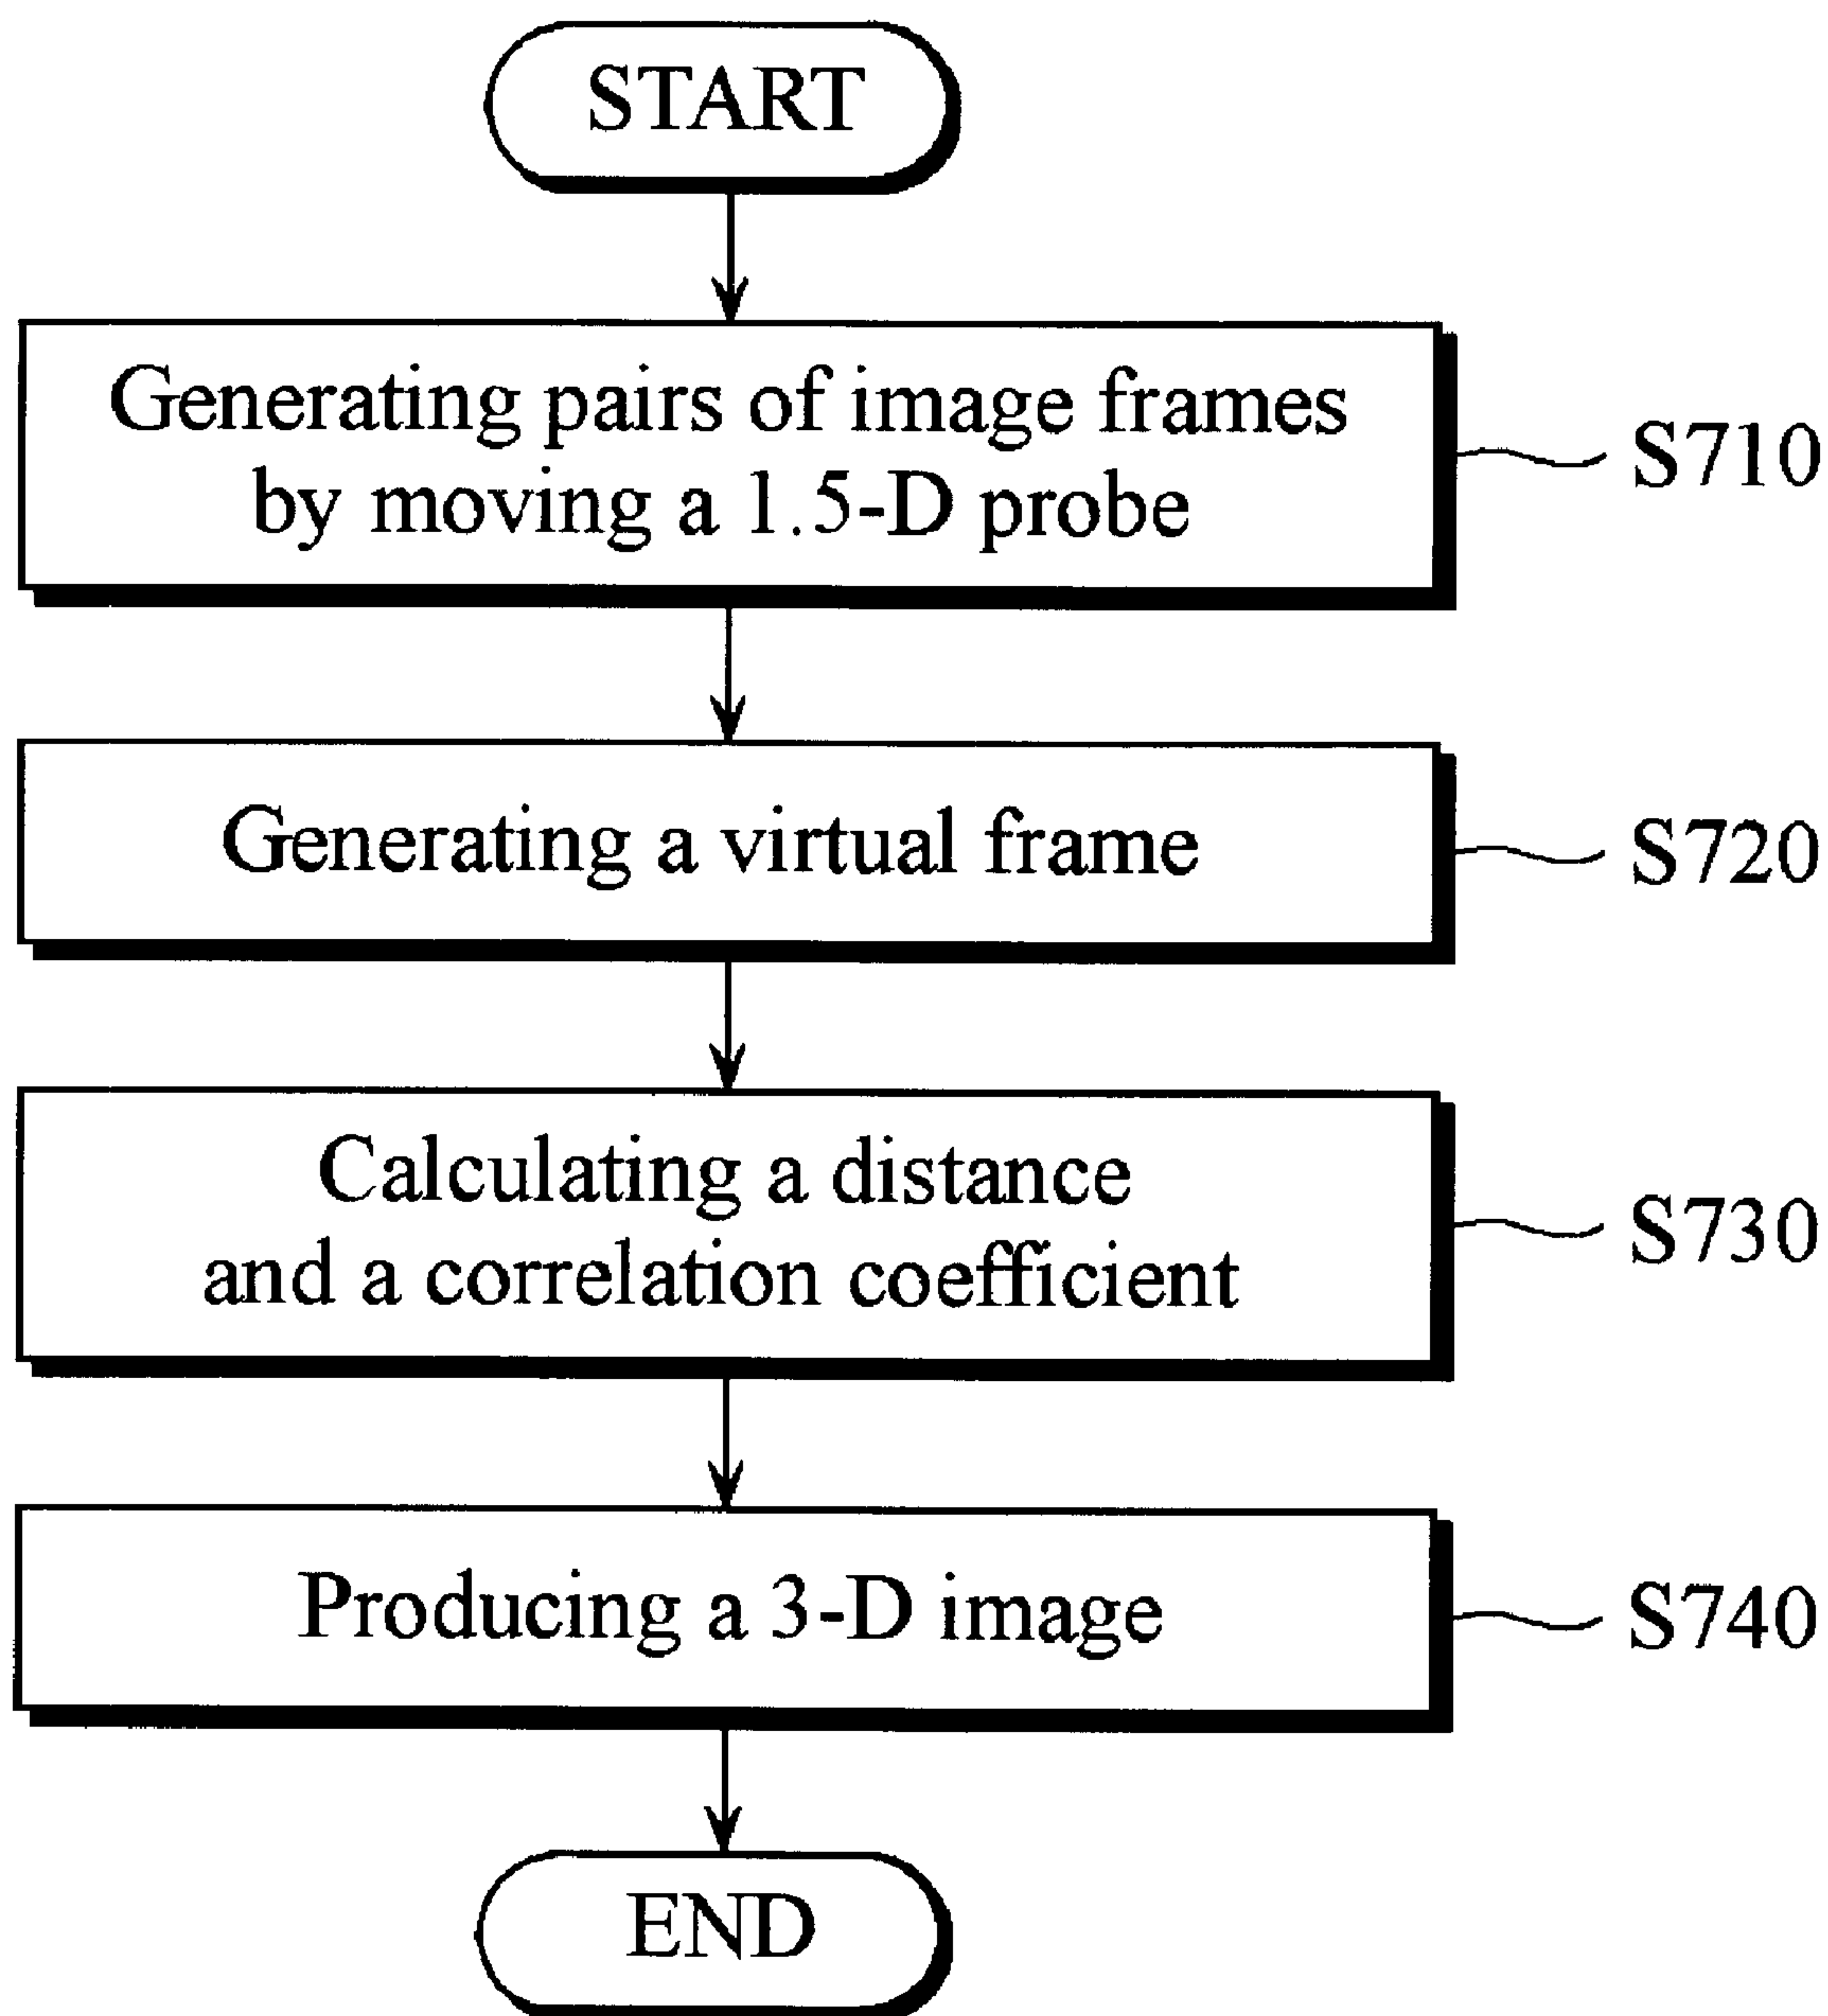 START
Generating pairs of image frames
by moving a 1.5-D probe
S710
Generating a virtual frame
S720
Calculating a distance
and a correlation coefficient
S730
Producing a 3-D image
S740
END